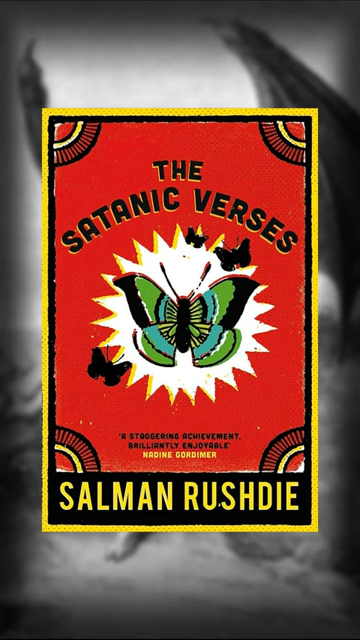 THE
SATANIC VERSES
'A STAGGERING ACHIEVEMENT,
BRILLIANTLY ENJOYABLE'
NADINE GORDIMER
SALMAN RUSHDIE